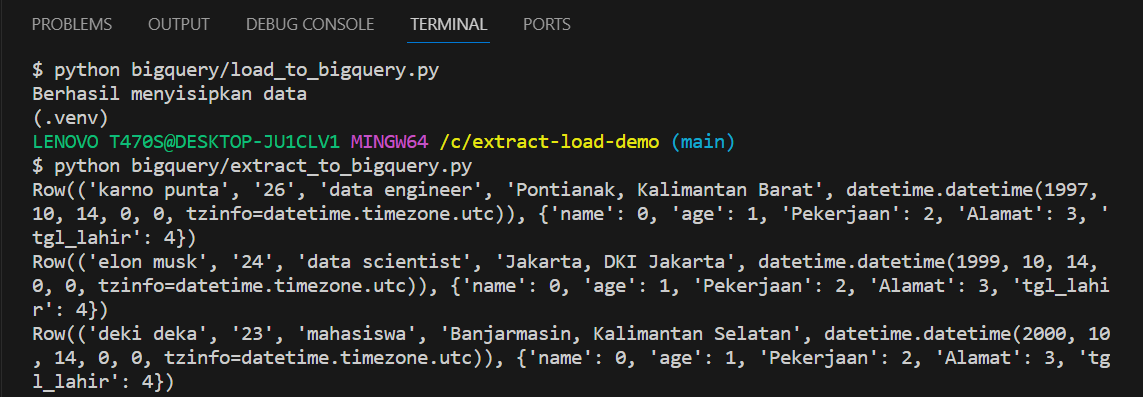 PROBLEMS OUTPUT DEBUG CONSOLE TERMINAL PORTS
$ python bigquery/load_to_bigquery.py
Berhasil menyisipkan data
(.venv)
LENOVO T470S@DESKTOP-JU1CLV1 MINGW64 /c/extract-load-demo (main)
$ python bigquery/extract_to_bigquery.py
Row(('karno punta', '26', 'data engineer', 'Pontianak, Kalimantan Barat', datetime.datetime(1997,
10, 14, 0, 0, tzinfo=datetime.timezone.utc)), {'name': 0, 'age': 1, 'Pekerjaan': 2, 'Alamat': 3, '
tgl_lahir': 4})
Row(('elon musk', '24', 'data scientist', 'Jakarta, DKI Jakarta', datetime.datetime(1999, 10, 14,
0, 0, tzinfo=datetime.timezone.utc)), {'name': 0, 'age': 1, 'Pekerjaan': 2, 'Alamat': 3, 'tgl_lahi
r': 4})
Row(('deki deka', '23', 'mahasiswa', 'Banjarmasin, Kalimantan Selatan', datetime.datetime(2000, 10
, 14, 0, 0, tzinfo=datetime.timezone.utc)), {'name': 0, 'age': 1, 'Pekerjaan': 2, 'Alamat': 3, 'tg
l_lahir': 4})